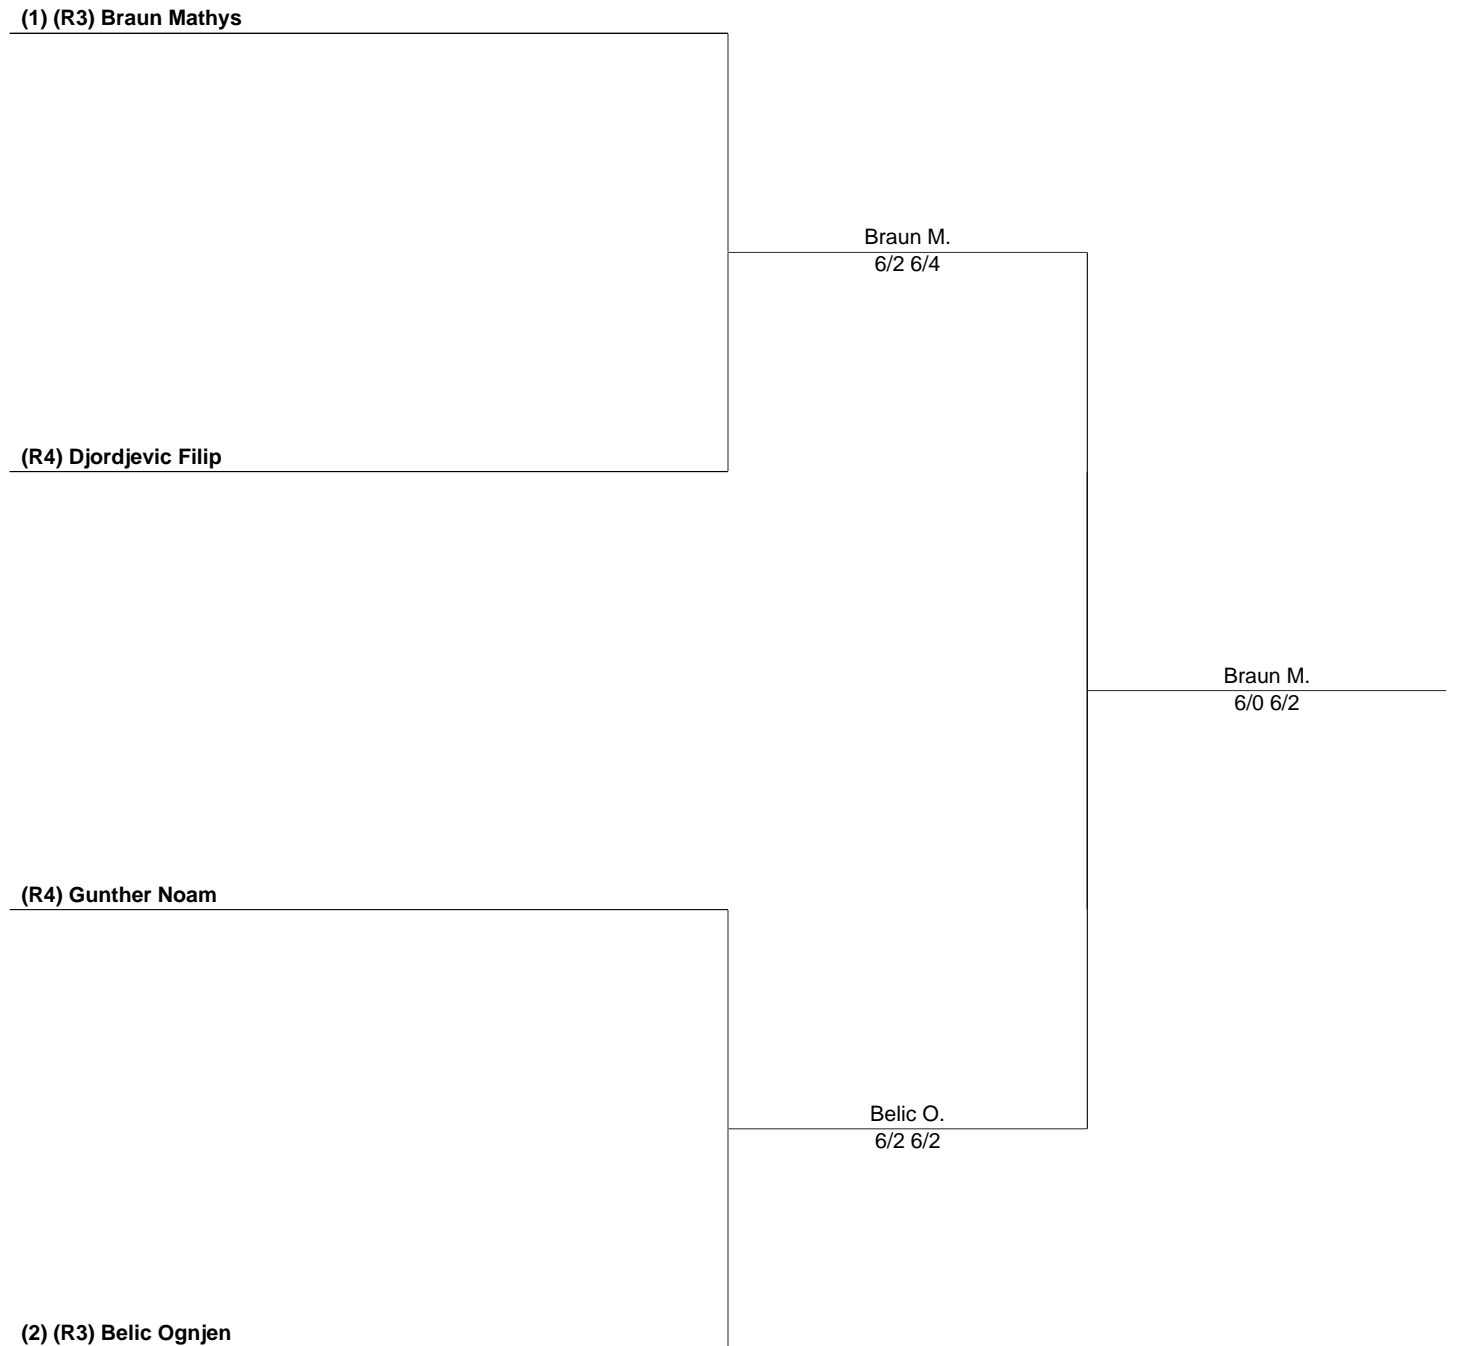 (1) (R3) Braun Mathys
Braun M.
6/2 6/4
(R4) Djordjevic Filip
Braun M.
6/0 6/2
(R4) Gunther Noam
Belic O.
6/2 6/2
(2) (R3) Belic Ognjen